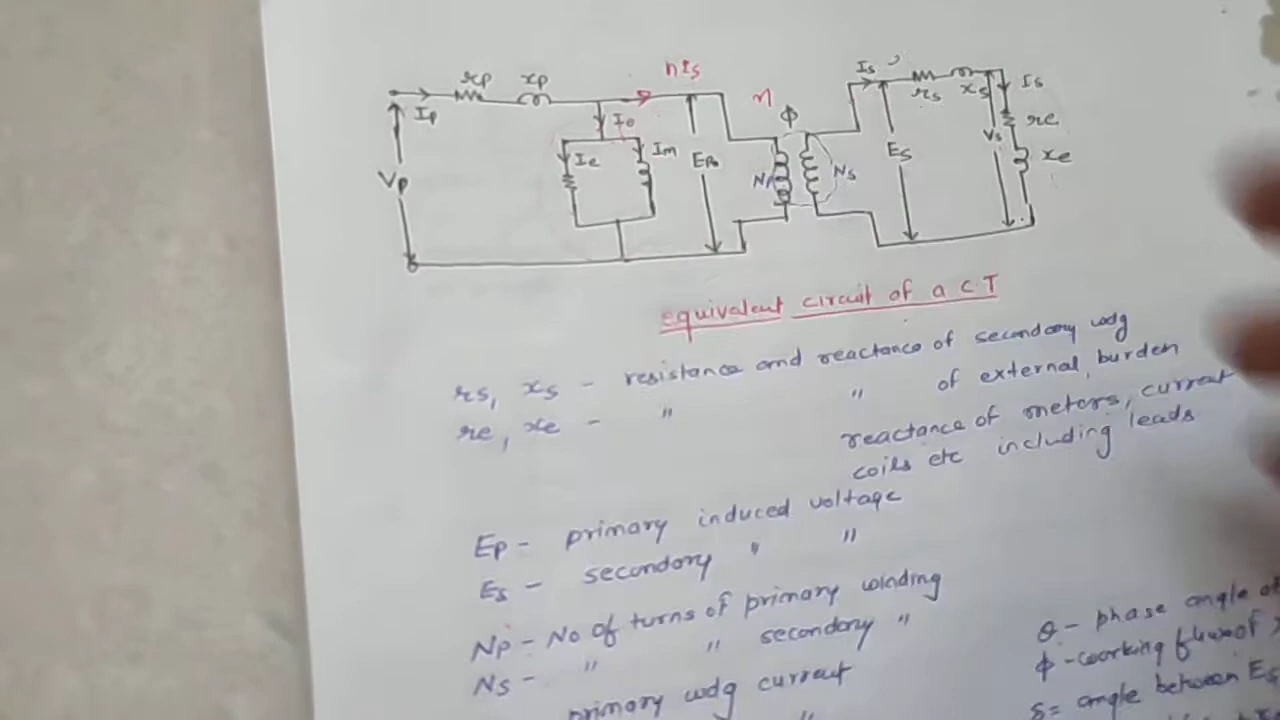 rp xp nIs
Ip Io n Φ Is rs xs Is
Ie Im Ep Es Vs re
Vp Np Ns xe
equivalent circuit of a C.T
rs, xs - resistance and reactance of secondary wdg
re, xe - " " of external burden
reactance of meters, current
coils etc including leads
Ep - primary induced voltage
Es - secondary " "
Np - No of turns of primary winding
Ns - " " secondary "
primary wdg current
θ - phase angle of
ϕ - working flux of
δ = angle between Es